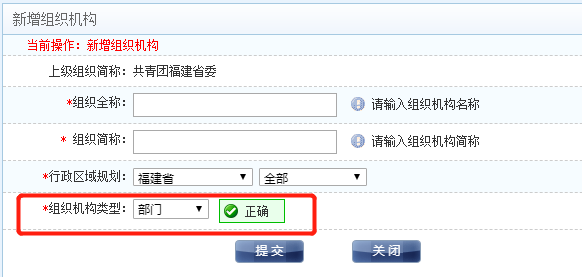 新增组织机构
当前操作：新增组织机构
上级组织简称：共青团福建省委
*组织全称： 请输入组织机构名称
* 组织简称： 请输入组织机构简称
*行政区域规划： 福建省 全部
*组织机构类型： 部门 正确
提 交 关 闭